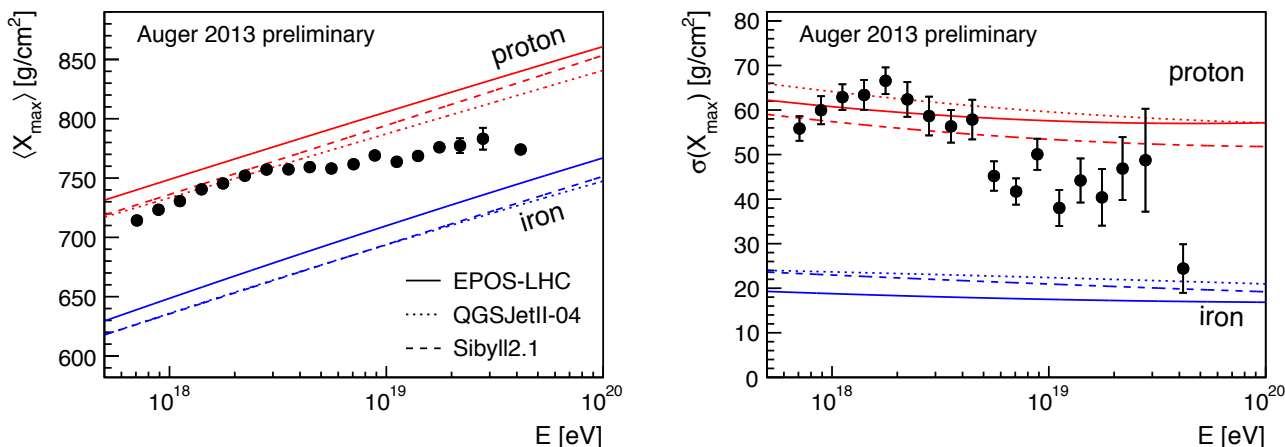 Auger 2013 preliminary
⟨X_max⟩ [g/cm²]
850
800
750
700
650
600
proton
iron
EPOS-LHC
QGSJetII-04
Sibyll2.1
10¹⁸
10¹⁹
10²⁰
E [eV]
Auger 2013 preliminary
σ(X_max) [g/cm²]
80
70
60
50
40
30
20
10
0
proton
iron
10¹⁸
10¹⁹
10²⁰
E [eV]